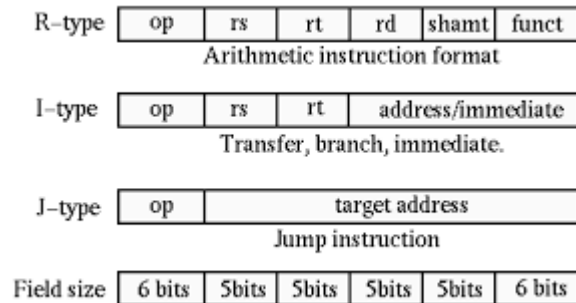 R-type op rs rt rd shamt funct
Arithmetic instruction format
I-type op rs rt address/immediate
Transfer, branch, immediate.
J-type op target address
Jump instruction
Field size 6 bits 5bits 5bits 5bits 5bits 6 bits